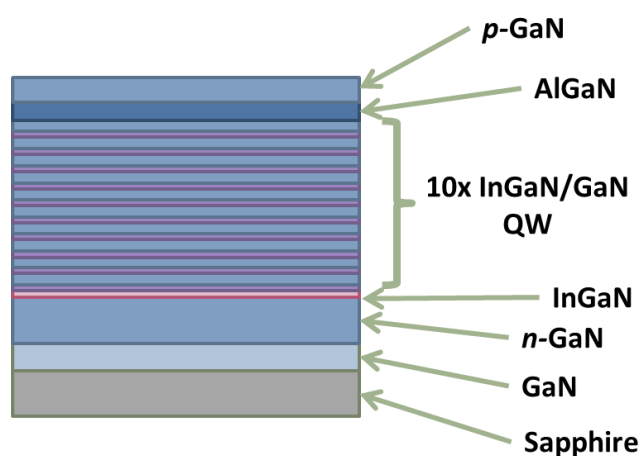 p-GaN
AlGaN
10x InGaN/GaN
QW
InGaN
n-GaN
GaN
Sapphire